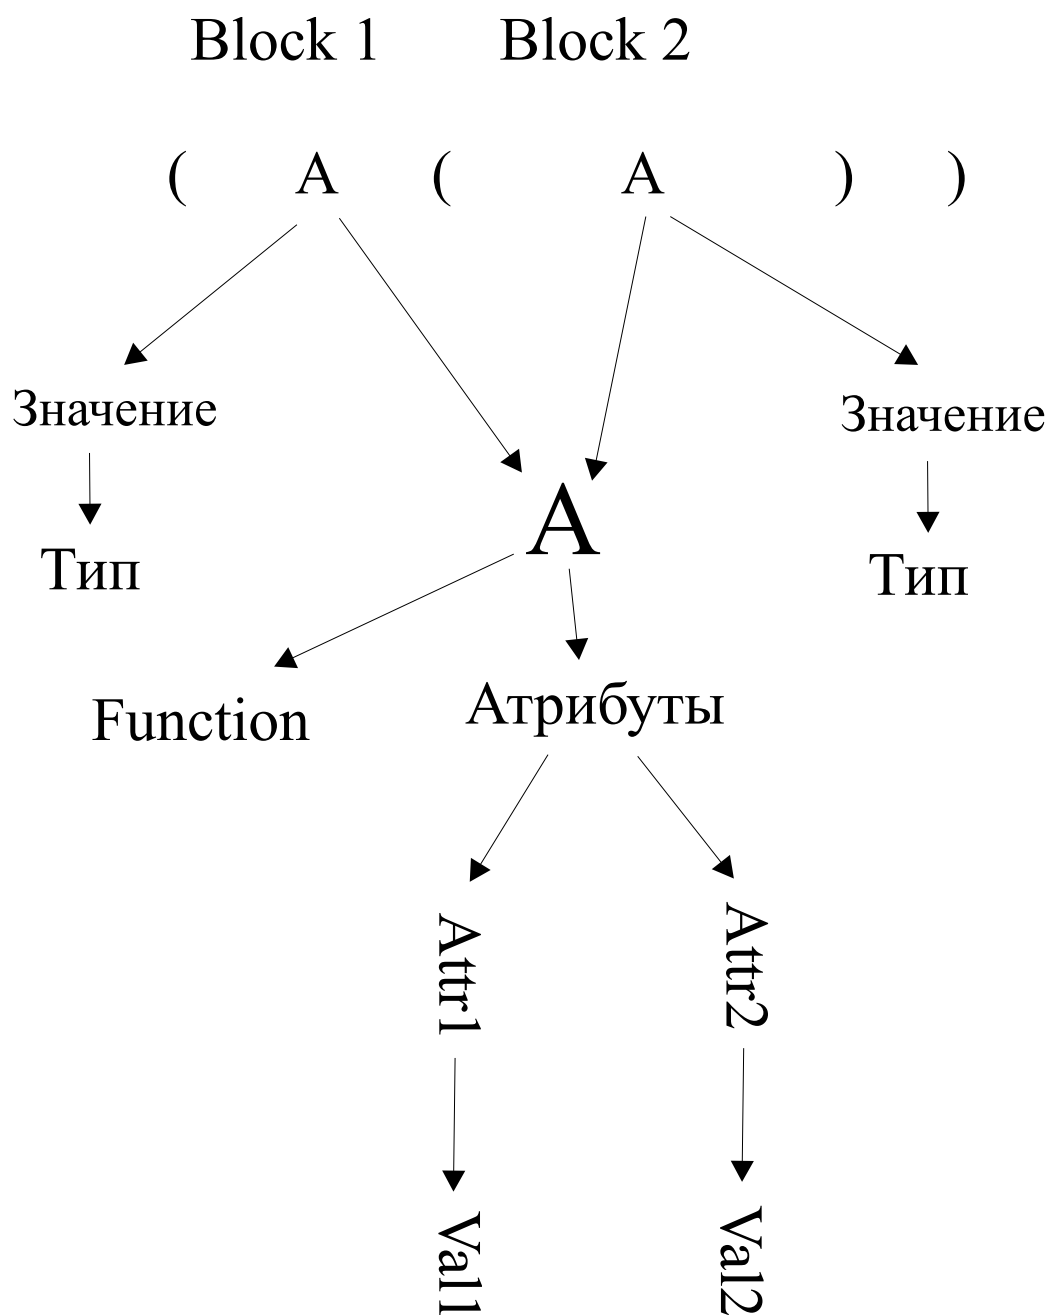 Block 1 Block 2
( A ( A ) )
Значение Значение
A
Тип Тип
Function Атрибуты
Attr1 Attr2
Val1 Val2